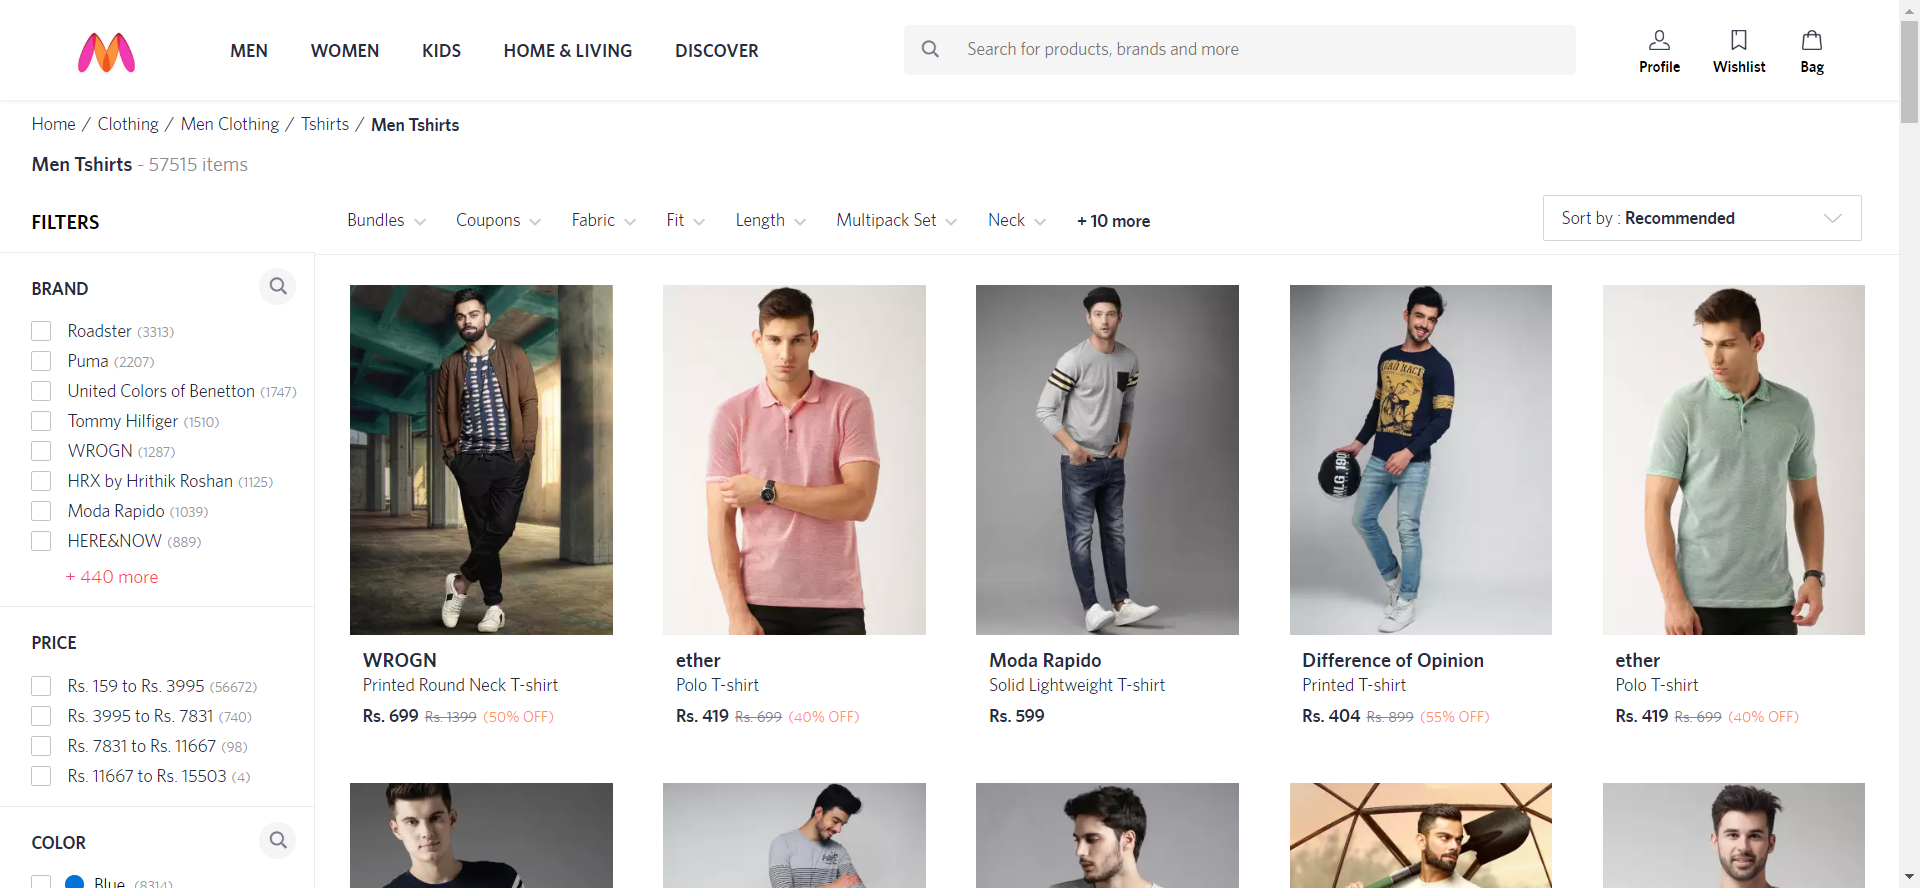 MEN WOMEN KIDS HOME & LIVING DISCOVER
Search for products, brands and more
Profile Wishlist Bag
Home / Clothing / Men Clothing / Tshirts / Men Tshirts
Men Tshirts - 57515 items
FILTERS
Bundles Coupons Fabric Fit Length Multipack Set Neck + 10 more
Sort by : Recommended
BRAND
Roadster (3313)
Puma (2207)
United Colors of Benetton (1747)
Tommy Hilfiger (1510)
WROGN (1287)
HRX by Hrithik Roshan (1125)
Moda Rapido (1039)
HERE&NOW (889)
+ 440 more
PRICE
Rs. 159 to Rs. 3995 (56672)
Rs. 3995 to Rs. 7831 (740)
Rs. 7831 to Rs. 11667 (98)
Rs. 11667 to Rs. 15503 (4)
COLOR
Blue (8314)
MLG.190
WROGN
Printed Round Neck T-shirt
Rs. 699 Rs. 1399 (50% OFF)
ether
Polo T-shirt
Rs. 419 Rs. 699 (40% OFF)
Moda Rapido
Solid Lightweight T-shirt
Rs. 599
Difference of Opinion
Printed T-shirt
Rs. 404 Rs. 899 (55% OFF)
ether
Polo T-shirt
Rs. 419 Rs. 699 (40% OFF)